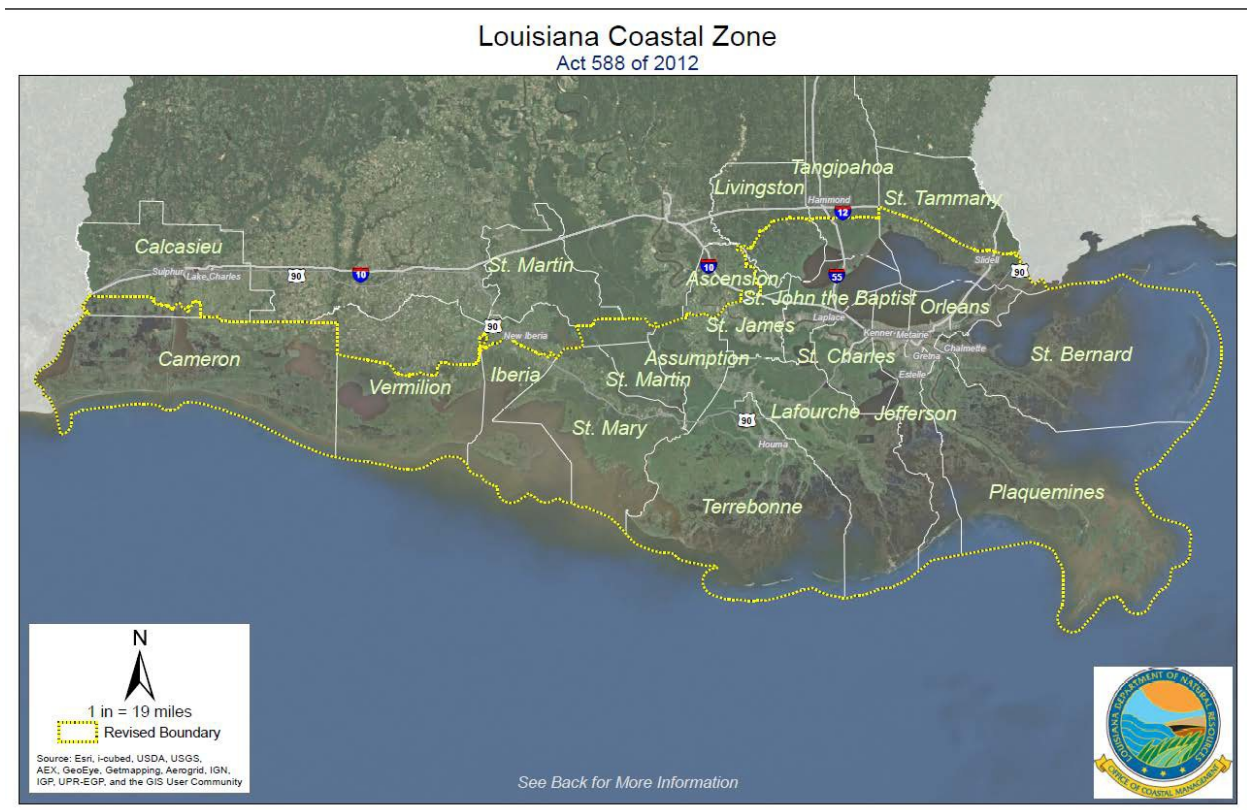 Louisiana Coastal Zone
Act 588 of 2012
Tangipahoa
Livingston
Hammond
12
St. Tammany
Calcasieu
Sulphur
Lake Charles
90
10
St. Martin
10
Ascension
55
Slidell
90
St. John the Baptist
Orleans
Laplace
St. James
Kenner
Metairie
90
New Iberia
Cameron
Vermilion
Iberia
Assumption
St. Martin
St. Charles
Gretna
Chalmette
St. Bernard
Estelle
St. Mary
90
Lafourche
Jefferson
Houma
Terrebonne
Plaquemines
N
1 in = 19 miles
Revised Boundary
Source: Esri, i-cubed, USDA, USGS,
AEX, GeoEye, Getmapping, Aerogrid, IGN,
IGP, UPR-EGP, and the GIS User Community
See Back for More Information
LOUISIANA DEPARTMENT OF NATURAL RESOURCES
OFFICE OF COASTAL MANAGEMENT